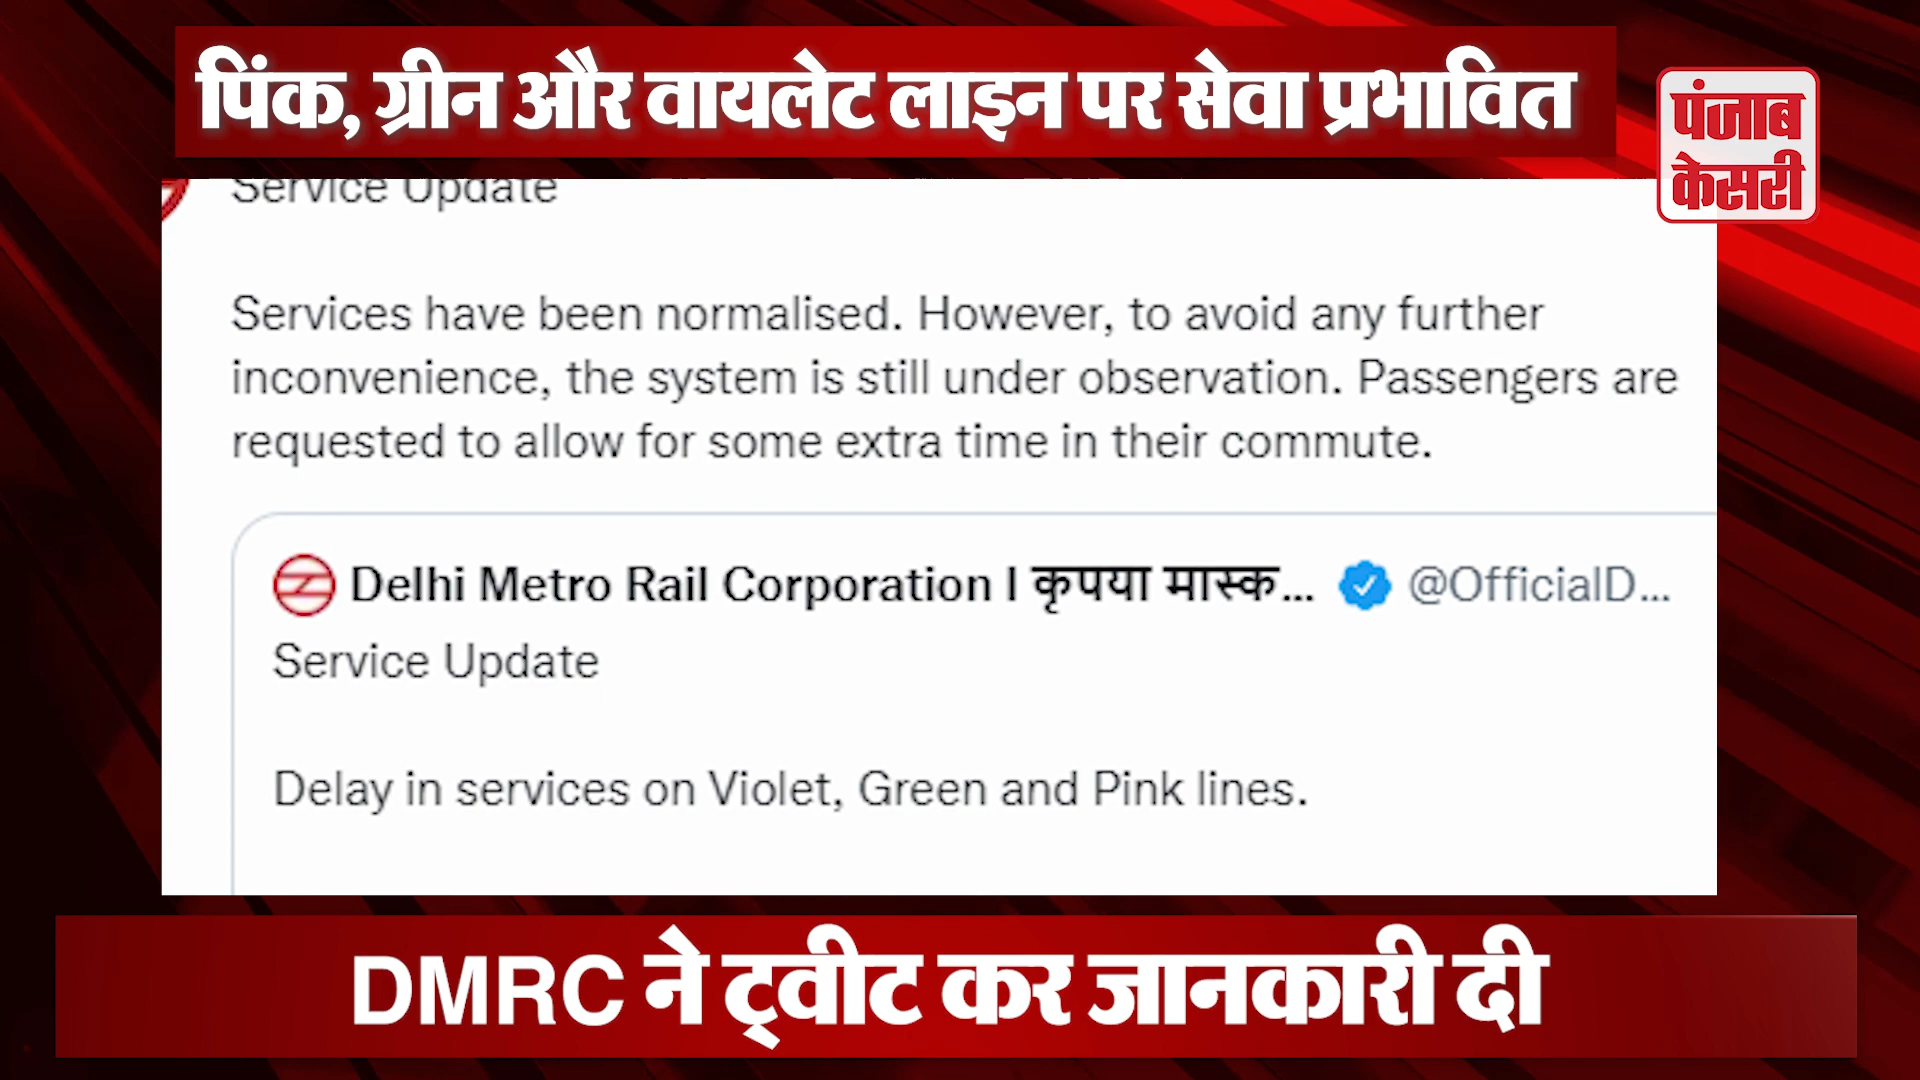 पिंक, ग्रीन और वायलेट लाइन पर सेवा प्रभावित
पंजाब
केसरी
Service Update
Services have been normalised. However, to avoid any further
inconvenience, the system is still under observation. Passengers are
requested to allow for some extra time in their commute.
Delhi Metro Rail Corporation I कृपया मास्क... @OfficialD...
Service Update
Delay in services on Violet, Green and Pink lines.
DMRC ने ट्वीट कर जानकारी दी